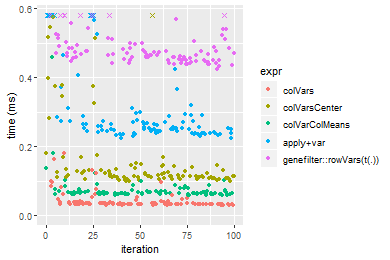 0.6
0.4
0.2
0.0
time (ms)
0
25
50
75
100
iteration
expr
colVars
colVarsCenter
colVarColMeans
apply+var
genefilter::rowVars(t(.))